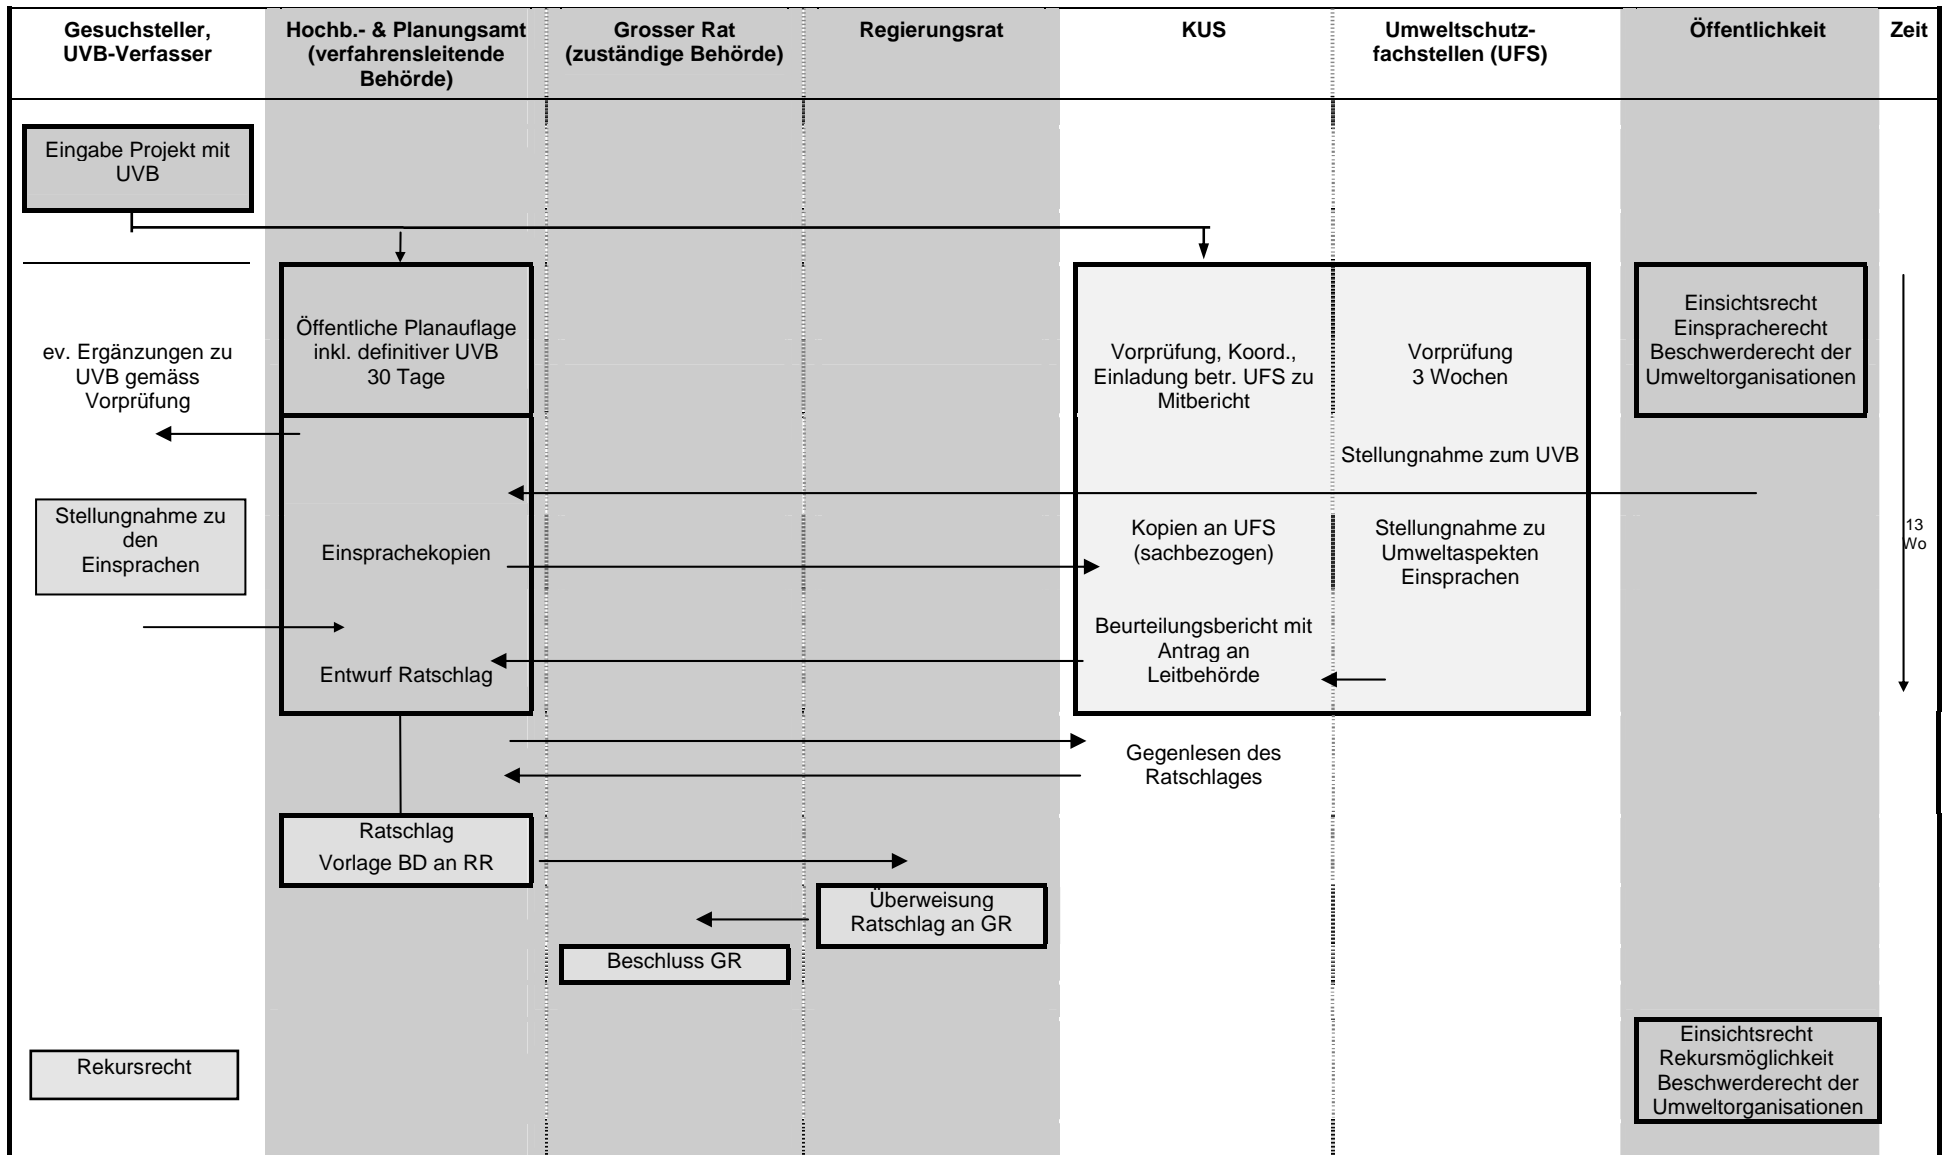 Gesuchsteller,
UVB-Verfasser
Hochb.- & Planungsamt
(verfahrensleitende
Behörde)
Grosser Rat
(zuständige Behörde)
Regierungsrat
KUS
Umweltschutz-
fachstellen (UFS)
Öffentlichkeit
Zeit
Eingabe Projekt mit
UVB
ev. Ergänzungen zu
UVB gemäss
Vorprüfung
Öffentliche Planauflage
inkl. definitiver UVB
30 Tage
Vorprüfung, Koord.,
Einladung betr. UFS zu
Mitbericht
Vorprüfung
3 Wochen
Einsichtsrecht
Einspracherecht
Beschwerderecht der
Umweltorganisationen
Stellungnahme zum UVB
Stellungnahme zu
den
Einsprachen
Einsprachekopien
Kopien an UFS
(sachbezogen)
Stellungnahme zu
Umweltaspekten
Einsprachen
13
Wo
Beurteilungsbericht mit
Antrag an
Leitbehörde
Entwurf Ratschlag
Gegenlesen des
Ratschlages
Ratschlag
Vorlage BD an RR
Überweisung
Ratschlag an GR
Beschluss GR
Rekursrecht
Einsichtsrecht
Rekursmöglichkeit
Beschwerderecht der
Umweltorganisationen